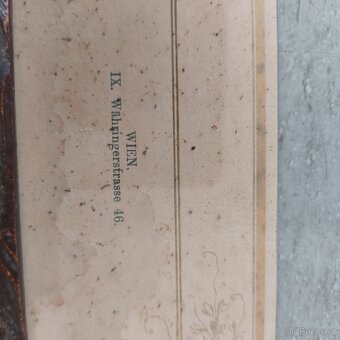 WIEN.
IX. Währingerstrasse 46.